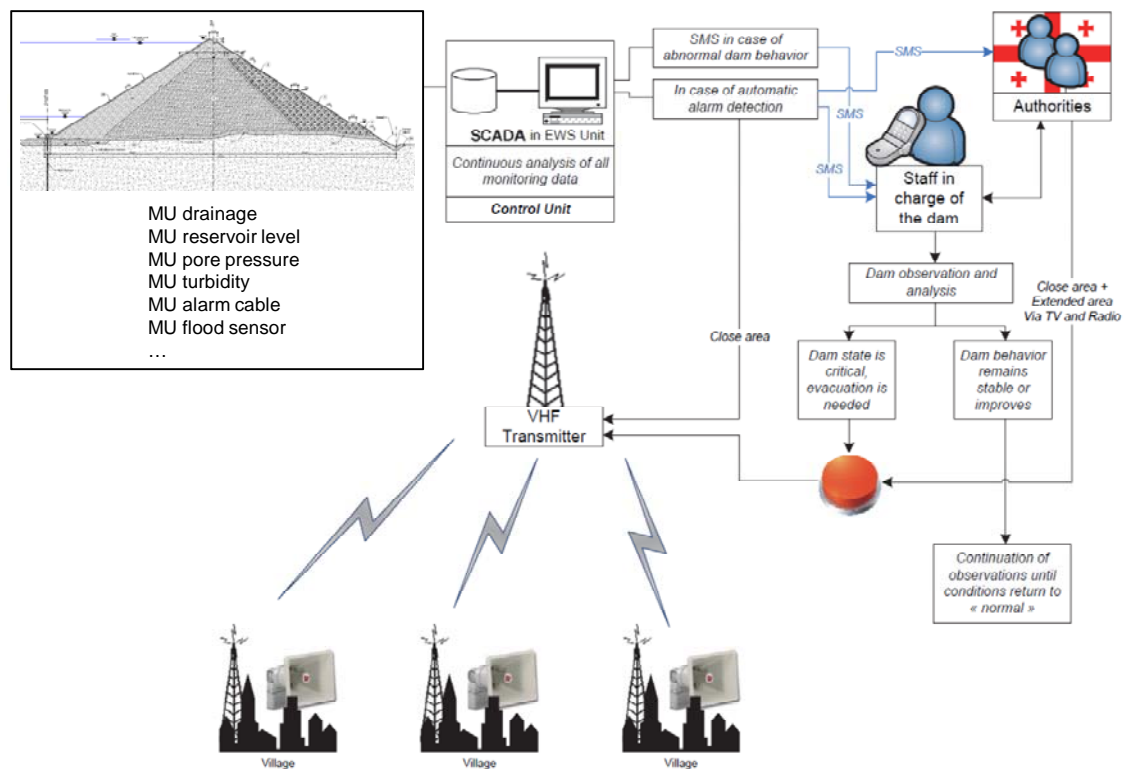 MU drainage
MU reservoir level
MU pore pressure
MU turbidity
MU alarm cable
MU flood sensor
…
SCADA in EWS Unit
Continuous analysis of all
monitoring data
Control Unit
SMS in case of
abnormal dam behavior
In case of automatic
alarm detection
SMS
SMS
SMS
Authorities
Staff in
charge of
the dam
Dam observation and
analysis
Close area +
Extended area
Via TV and Radio
Close area
Dam state is
critical,
evacuation is
needed
Dam behavior
remains
stable or
improves
VHF
Transmitter
Continuation of
observations until
conditions return to
« normal »
Village
Village
Village